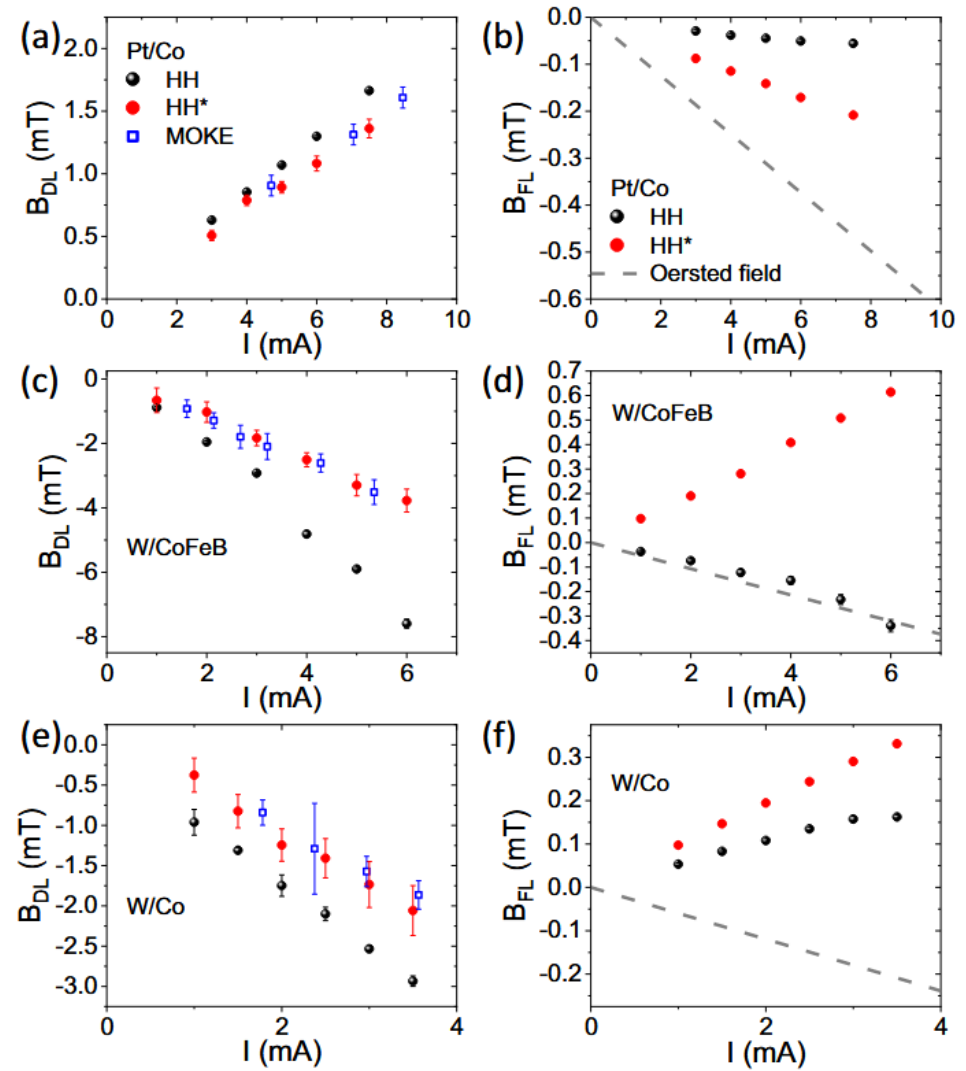 (a)
Pt/Co
HH
HH*
MOKE
B_DL (mT)
2.0
1.5
1.0
0.5
0.0
0 2 4 6 8 10
I (mA)
(b)
B_FL (mT)
0.0
-0.1
-0.2
-0.3
-0.4
-0.5
-0.6
Pt/Co
HH
HH*
Oersted field
0 2 4 6 8 10
I (mA)
(c)
B_DL (mT)
0
-2
-4
-6
-8
W/CoFeB
0 2 4 6
I (mA)
(d)
B_FL (mT)
0.7
0.6
0.5
0.4
0.3
0.2
0.1
0.0
-0.1
-0.2
-0.3
-0.4
W/CoFeB
0 2 4 6
I (mA)
(e)
B_DL (mT)
0.0
-0.5
-1.0
-1.5
-2.0
-2.5
-3.0
W/Co
0 2 4
I (mA)
(f)
B_FL (mT)
0.3
0.2
0.1
0.0
-0.1
-0.2
W/Co
0 2 4
I (mA)